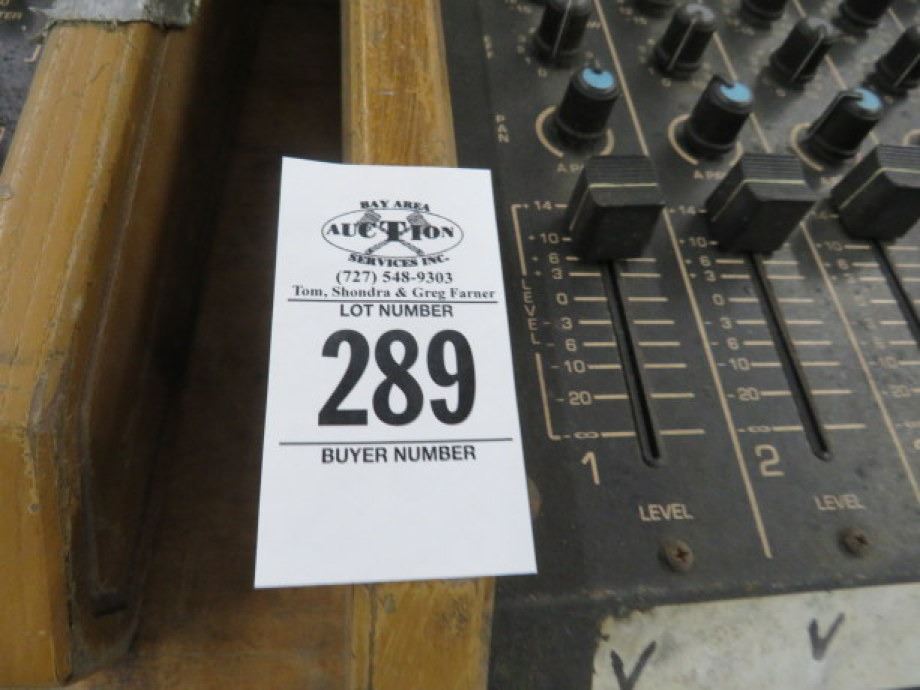 BAY AREA
AUCTION
SERVICES INC.
(727) 548-9303
Tom, Shondra & Greg Farner
LOT NUMBER
289
BUYER NUMBER
PAN
+14
+10
+6
+3
0
-3
-6
-10
-20
-∞
LEVEL
1
2
LEVEL
LEVEL